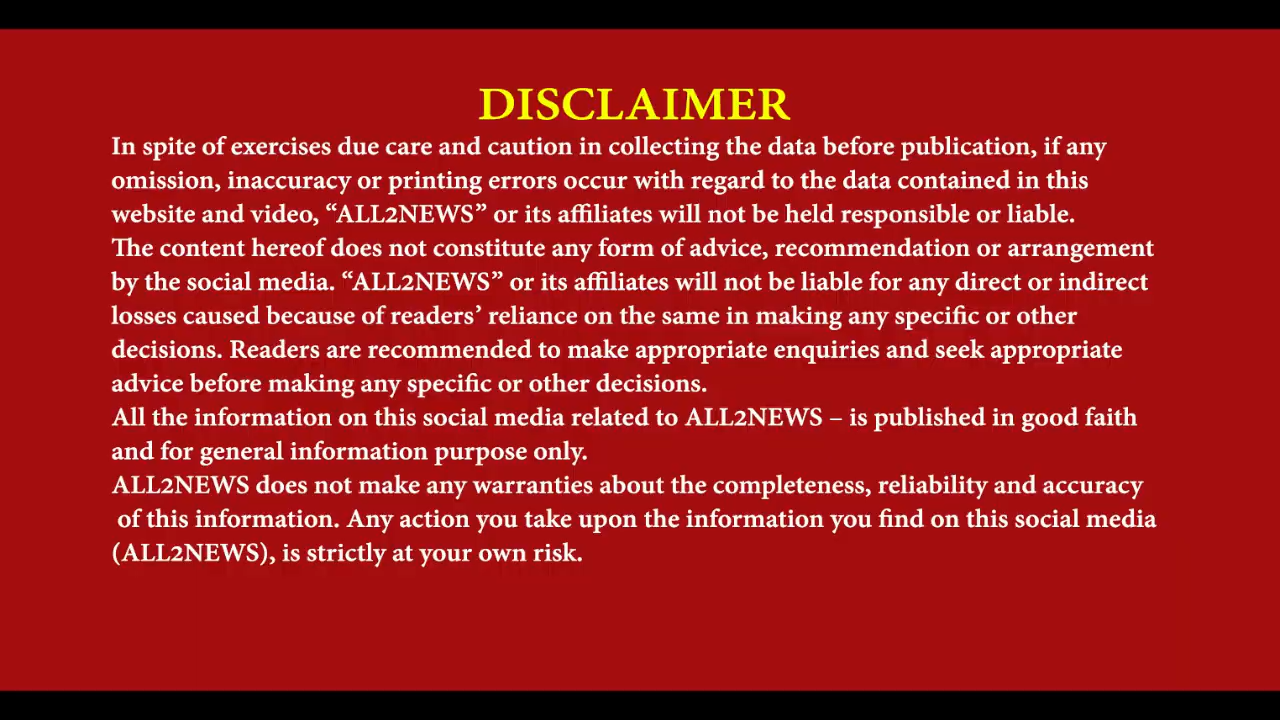 DISCLAIMER
In spite of exercises due care and caution in collecting the data before publication, if any
omission, inaccuracy or printing errors occur with regard to the data contained in this
website and video, “ALL2NEWS” or its affiliates will not be held responsible or liable.
The content hereof does not constitute any form of advice, recommendation or arrangement
by the social media. “ALL2NEWS” or its affiliates will not be liable for any direct or indirect
losses caused because of readers’ reliance on the same in making any specific or other
decisions. Readers are recommended to make appropriate enquiries and seek appropriate
advice before making any specific or other decisions.
All the information on this social media related to ALL2NEWS – is published in good faith
and for general information purpose only.
ALL2NEWS does not make any warranties about the completeness, reliability and accuracy
of this information. Any action you take upon the information you find on this social media
(ALL2NEWS), is strictly at your own risk.